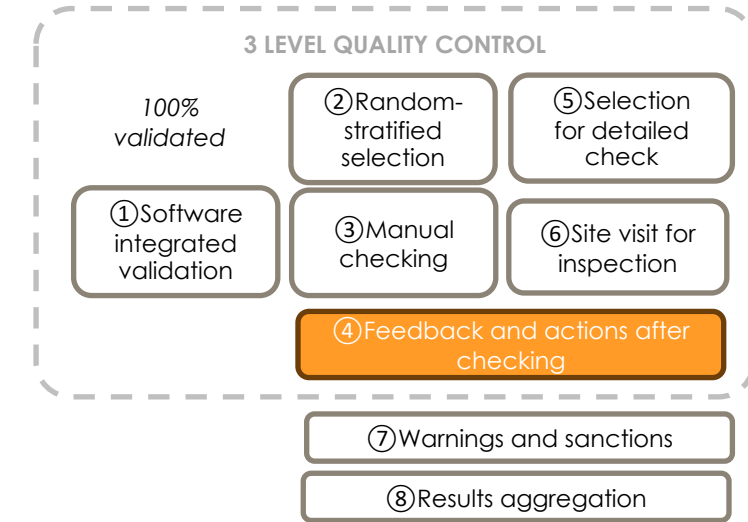 3 LEVEL QUALITY CONTROL
100%
validated
②Random-
stratified
selection
⑤Selection
for detailed
check
①Software
integrated
validation
③Manual
checking
⑥Site visit for
inspection
④Feedback and actions after
checking
⑦Warnings and sanctions
⑧Results aggregation